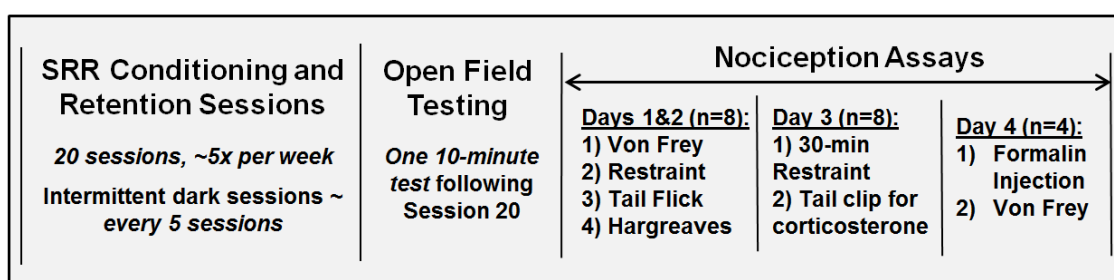 SRR Conditioning and
Retention Sessions
20 sessions, ~5x per week
Intermittent dark sessions ~
every 5 sessions
Open Field
Testing
One 10-minute
test following
Session 20
Nociception Assays
Days 1&2 (n=8):
1) Von Frey
2) Restraint
3) Tail Flick
4) Hargreaves
Day 3 (n=8):
1) 30-min
Restraint
2) Tail clip for
corticosterone
Day 4 (n=4):
1) Formalin
Injection
2) Von Frey